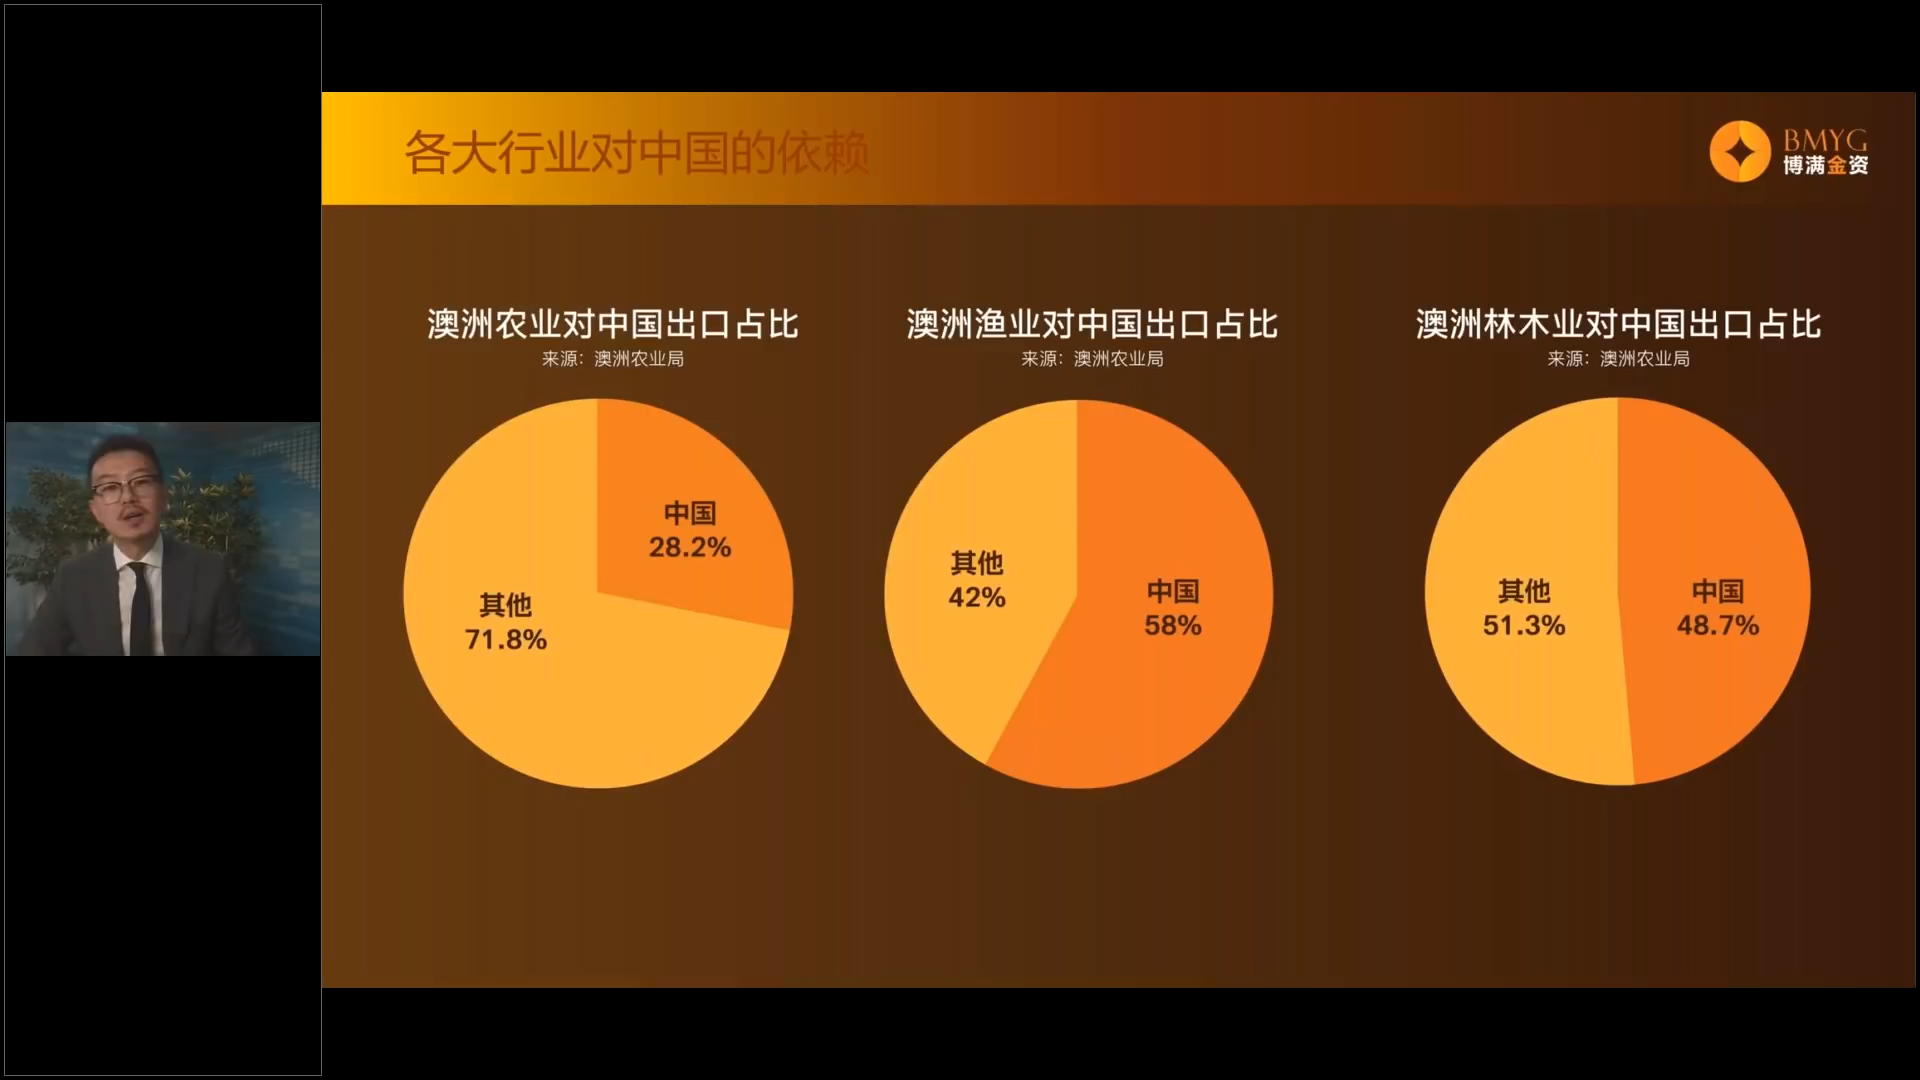 各大行业对中国的依赖
BMYG
博满金资
澳洲农业对中国出口占比
来源：澳洲农业局
中国
28.2%
其他
71.8%
澳洲渔业对中国出口占比
来源：澳洲农业局
其他
42%
中国
58%
澳洲林木业对中国出口占比
来源：澳洲农业局
其他
51.3%
中国
48.7%